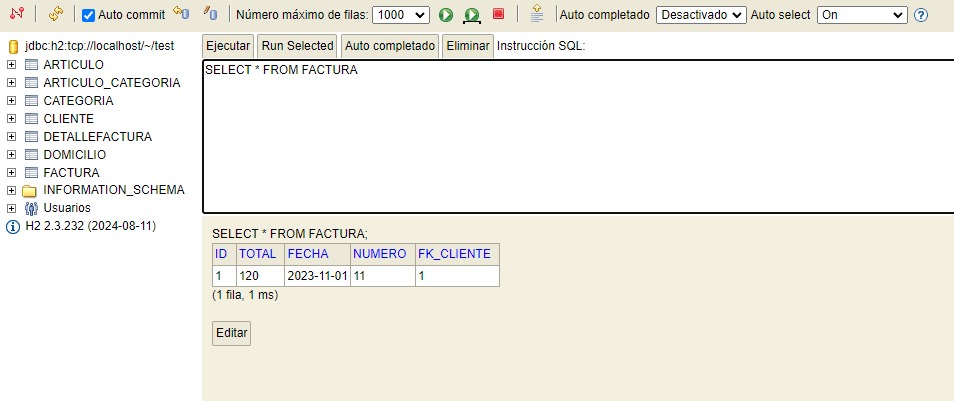 Auto commit Número máximo de filas: 1000 Auto completado Desactivado Auto select On
jdbc:h2:tcp://localhost/~/test
ARTICULO
ARTICULO_CATEGORIA
CATEGORIA
CLIENTE
DETALLEFACTURA
DOMICILIO
FACTURA
INFORMATION_SCHEMA
Usuarios
H2 2.3.232 (2024-08-11)
Ejecutar Run Selected Auto completado Eliminar Instrucción SQL:
SELECT * FROM FACTURA
SELECT * FROM FACTURA;
ID TOTAL FECHA NUMERO FK_CLIENTE
1 120 2023-11-01 11 1
(1 fila, 1 ms)
Editar